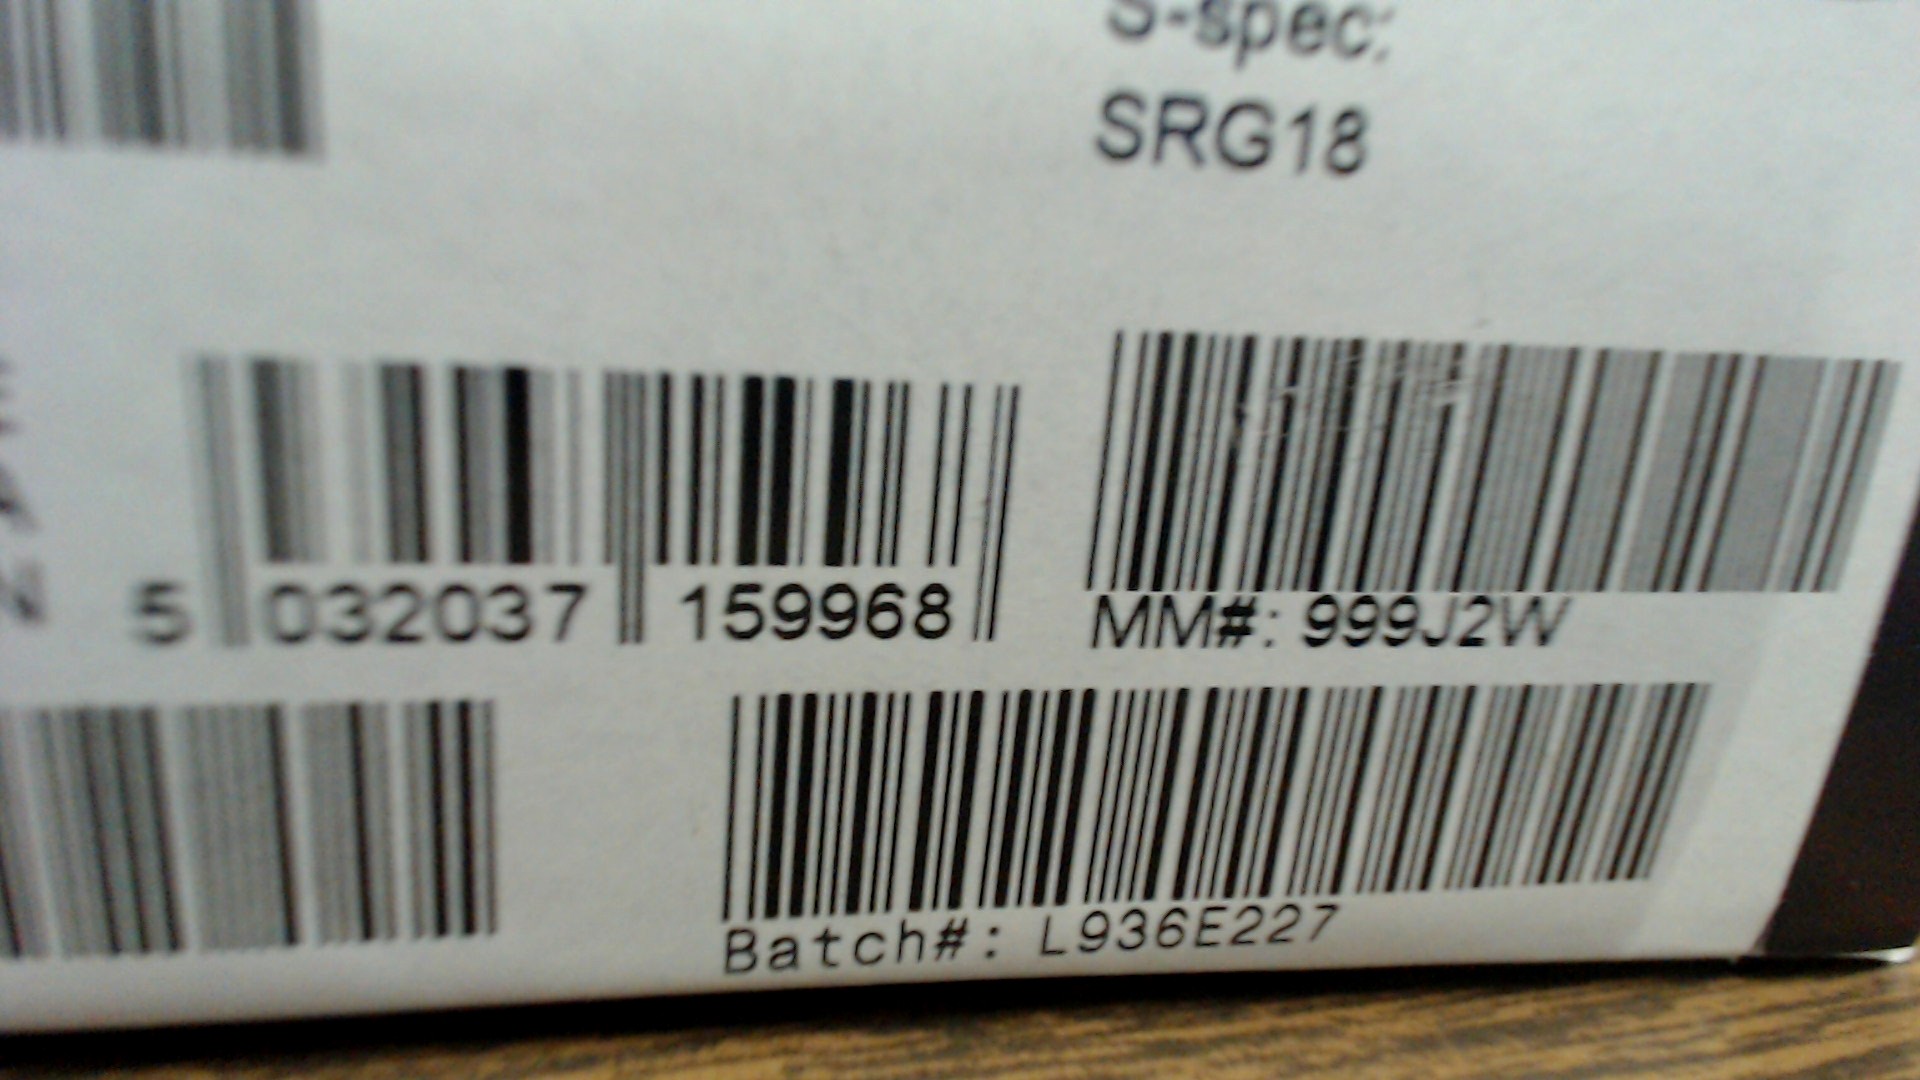 S-spec:
SRG18
5 032037 159968
MM#: 999J2W
Batch#: L936E227